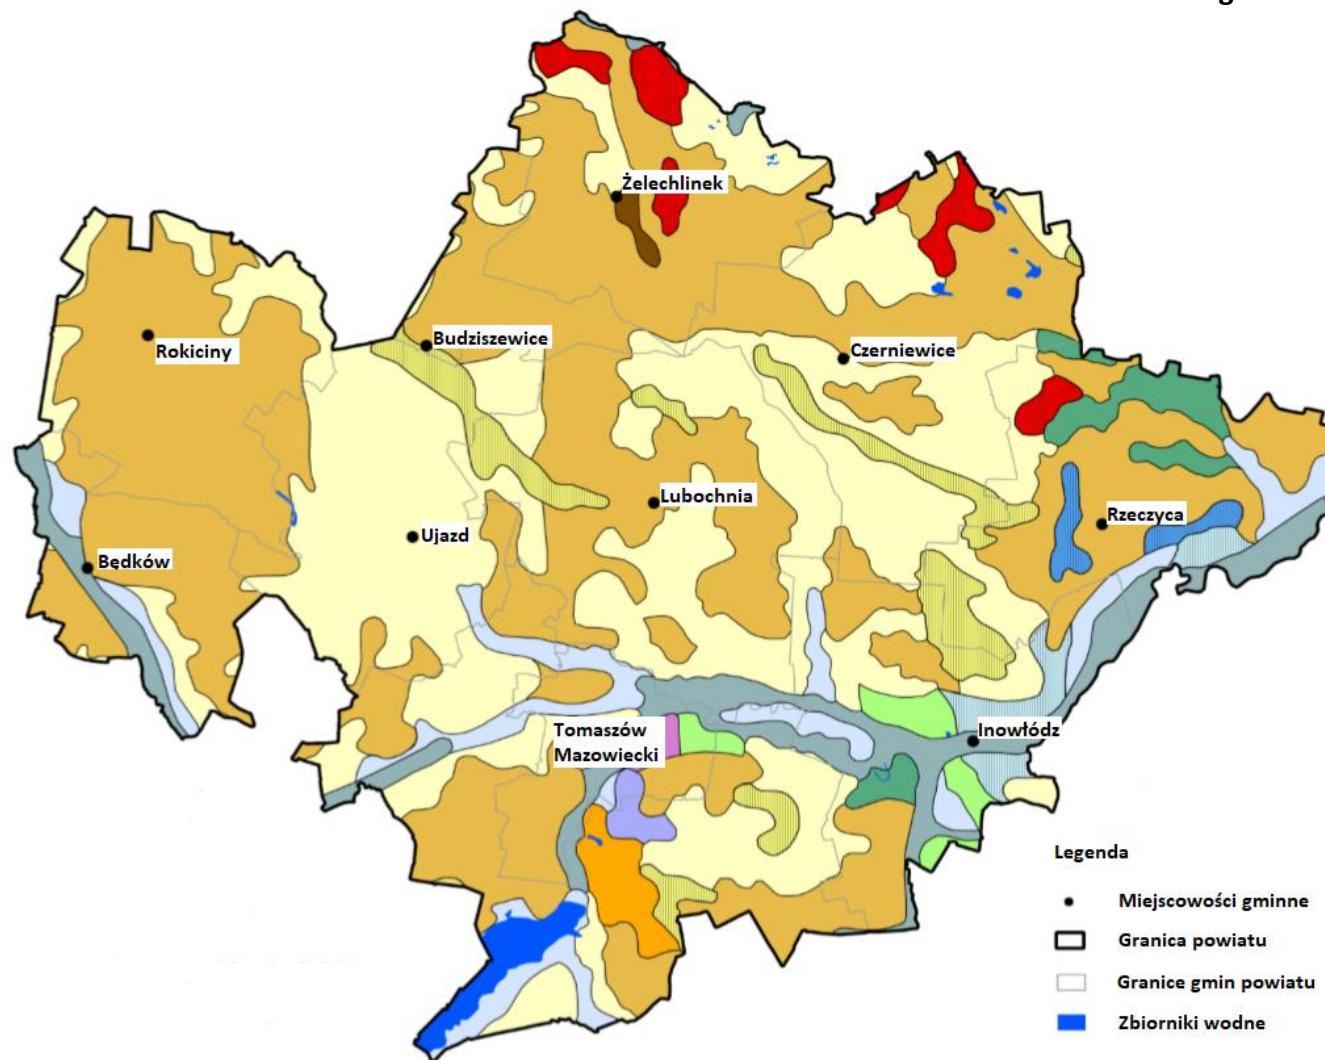 g
Żelechlinek
Budziszewice
Rokiciny
Czerniewice
Lubochnia
Rzeczyca
Ujazd
Będków
Tomaszów
Mazowiecki
Inowłódz
Legenda
Miejscowości gminne
Granica powiatu
Granice gmin powiatu
Zbiorniki wodne